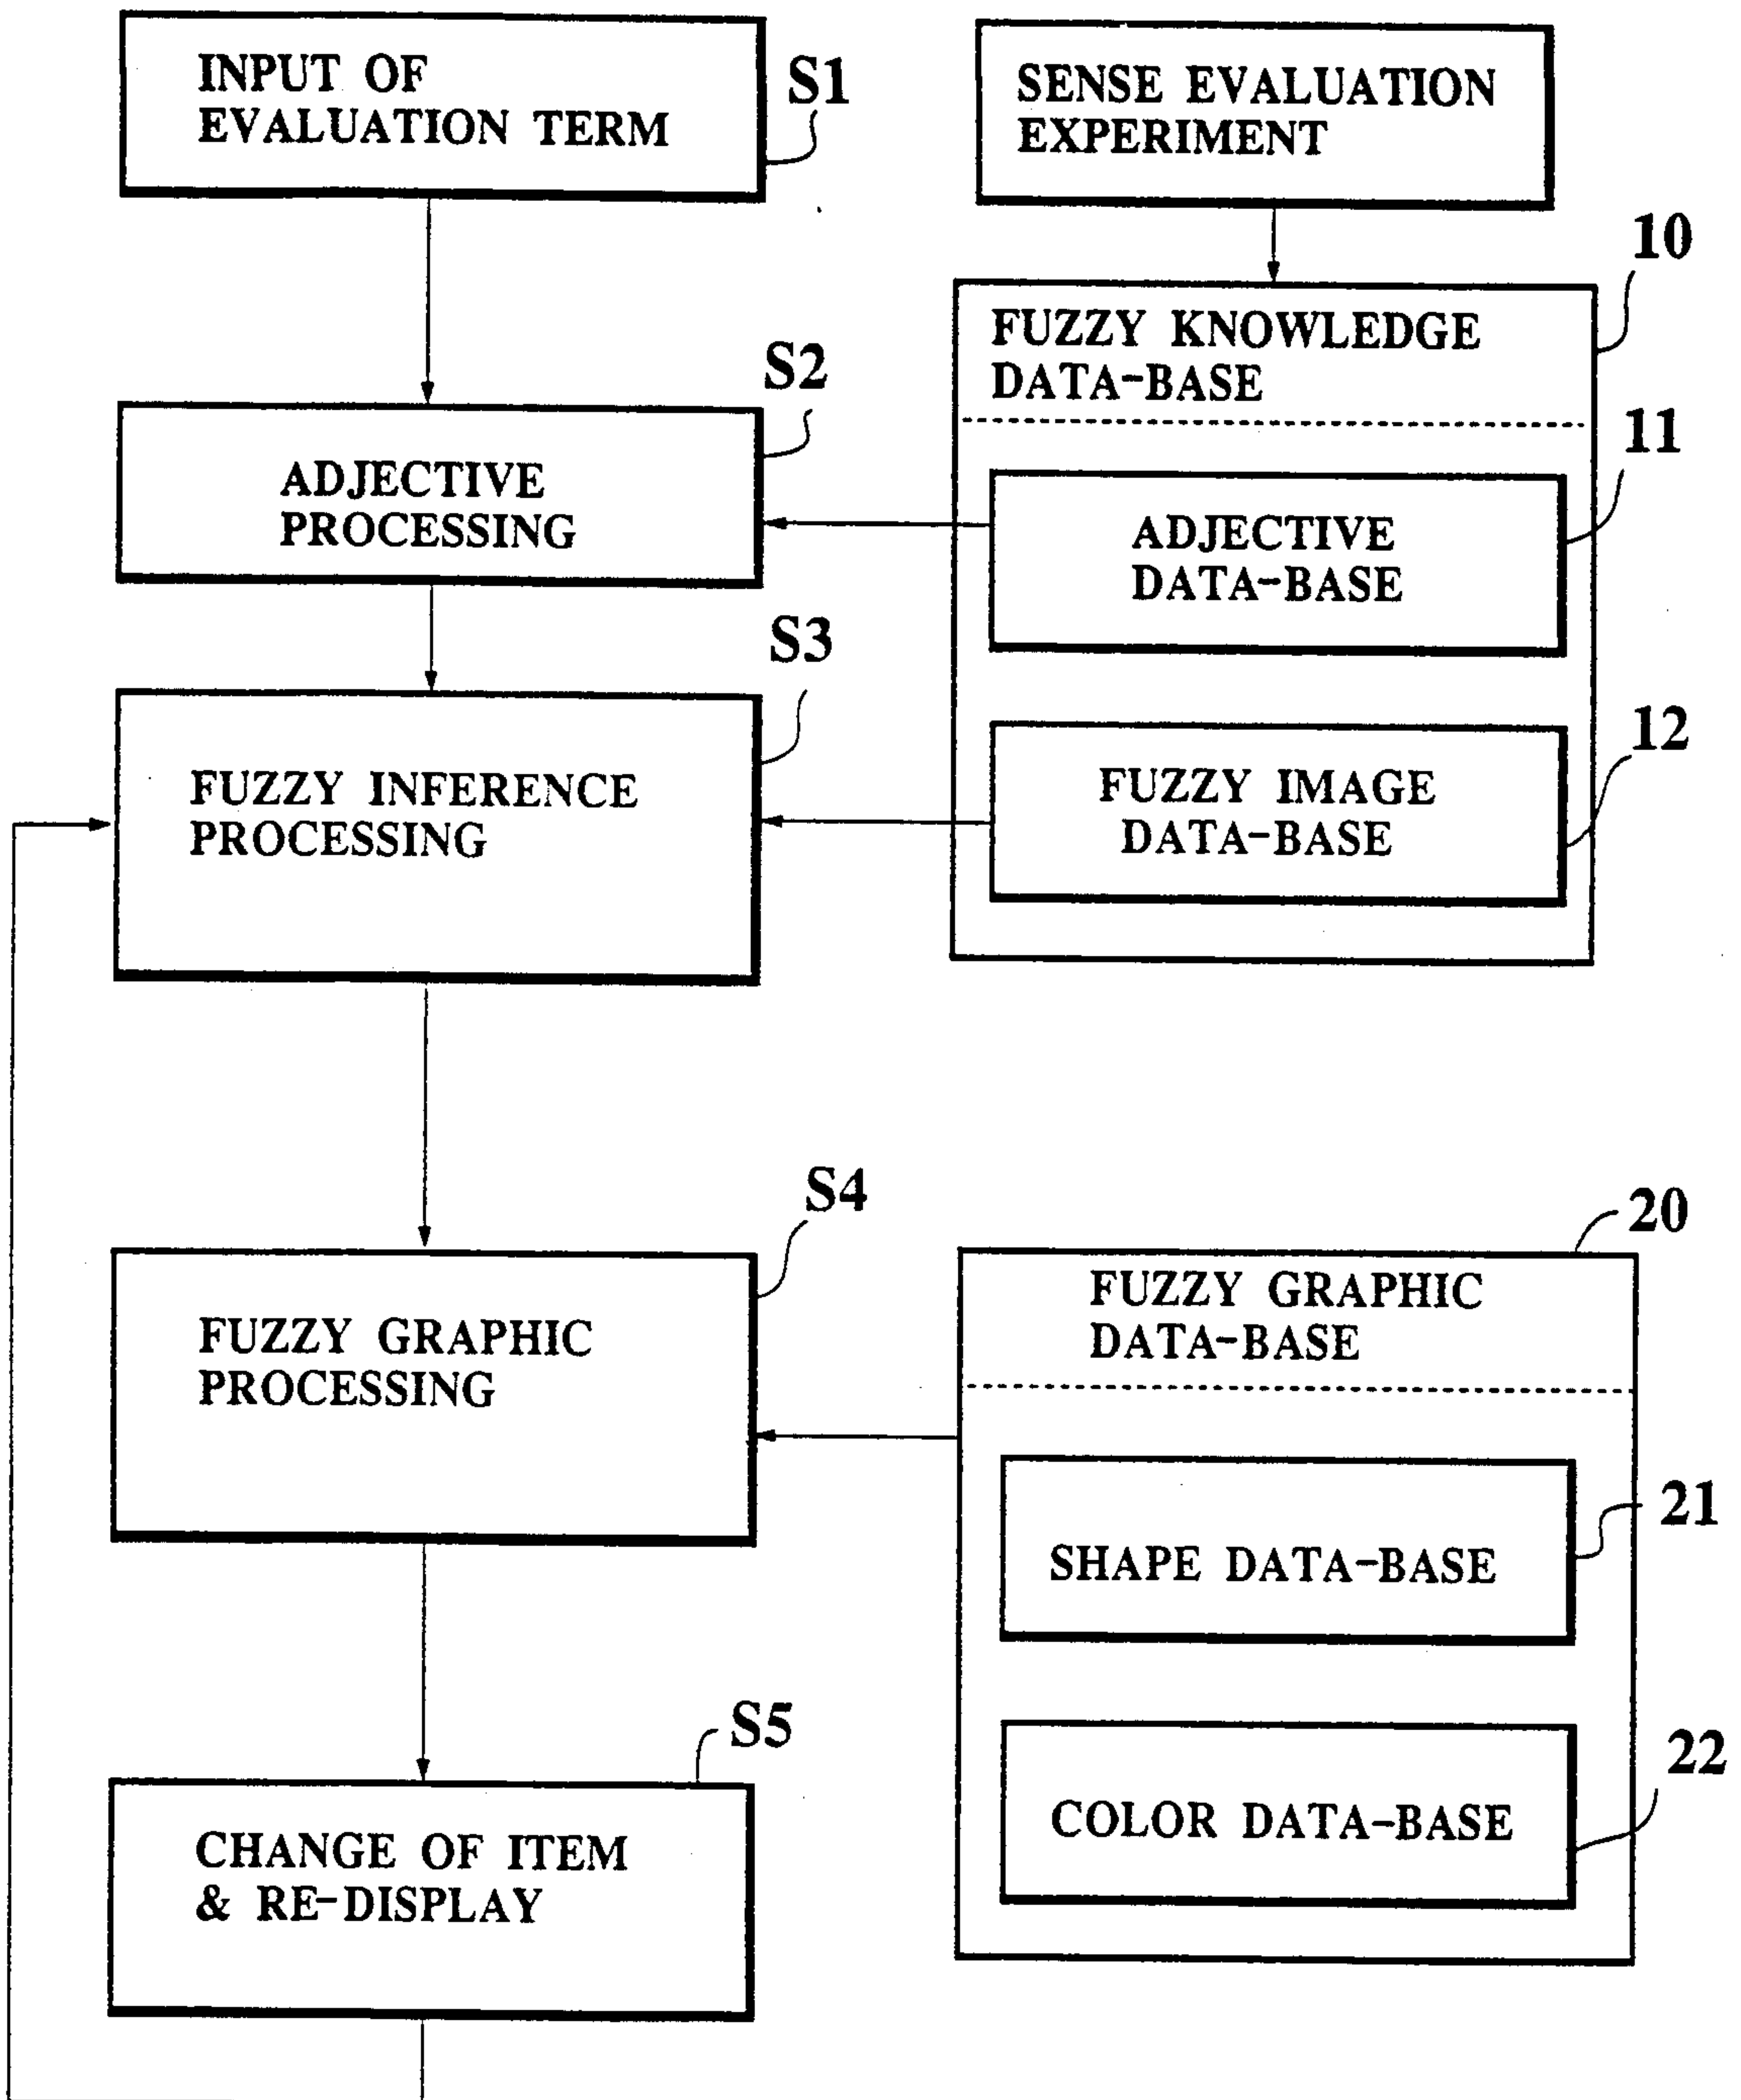 INPUT OF
EVALUATION TERM
S1
SENSE EVALUATION
EXPERIMENT
10
FUZZY KNOWLEDGE
DATA-BASE
S2
ADJECTIVE
PROCESSING
11
ADJECTIVE
DATA-BASE
S3
FUZZY INFERENCE
PROCESSING
12
FUZZY IMAGE
DATA-BASE
S4
FUZZY GRAPHIC
PROCESSING
20
FUZZY GRAPHIC
DATA-BASE
21
SHAPE DATA-BASE
S5
CHANGE OF ITEM
& RE-DISPLAY
22
COLOR DATA-BASE